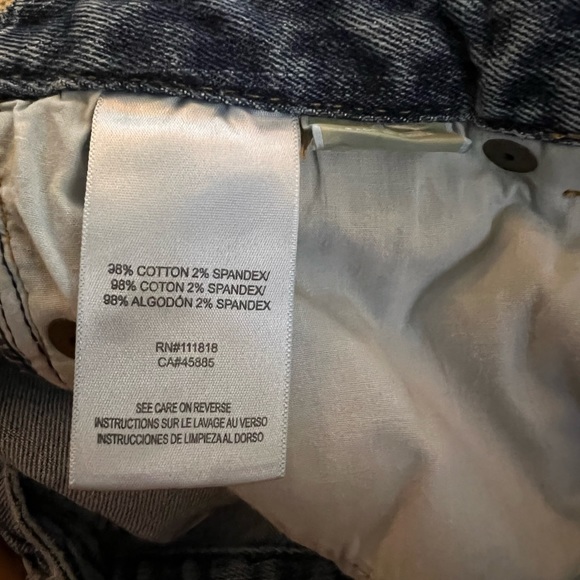 98% COTTON 2% SPANDEX/
98% COTON 2% SPANDEX/
98% ALGODÓN 2% SPANDEX
RN#111818
CA#45885
SEE CARE ON REVERSE
INSTRUCTIONS SUR LE LAVAGE AU VERSO
INSTRUCCIONES DE LIMPIEZA AL DORSO